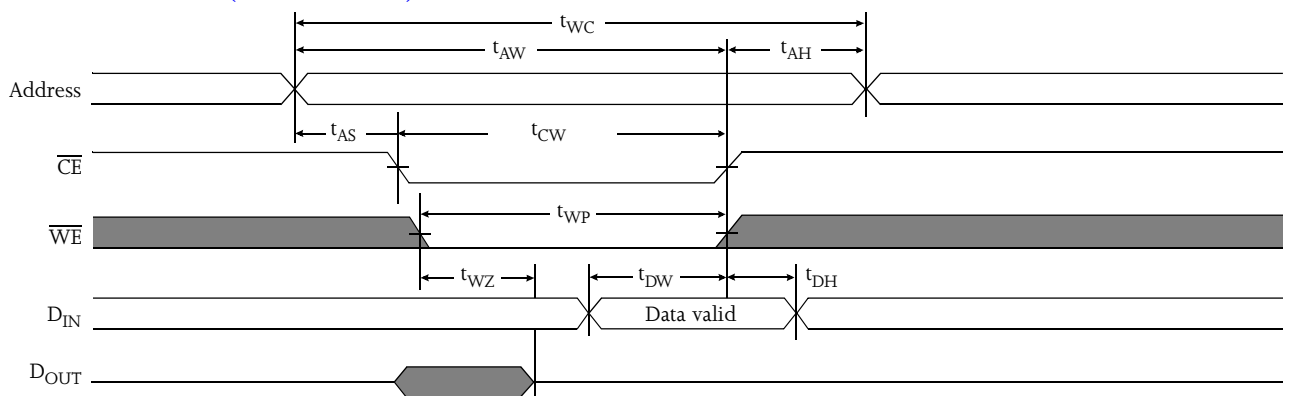 tWC
tAW
tAH
Address
tAS
tCW
CE
tWP
WE
tWZ
tDW
tDH
DIN
Data valid
DOUT